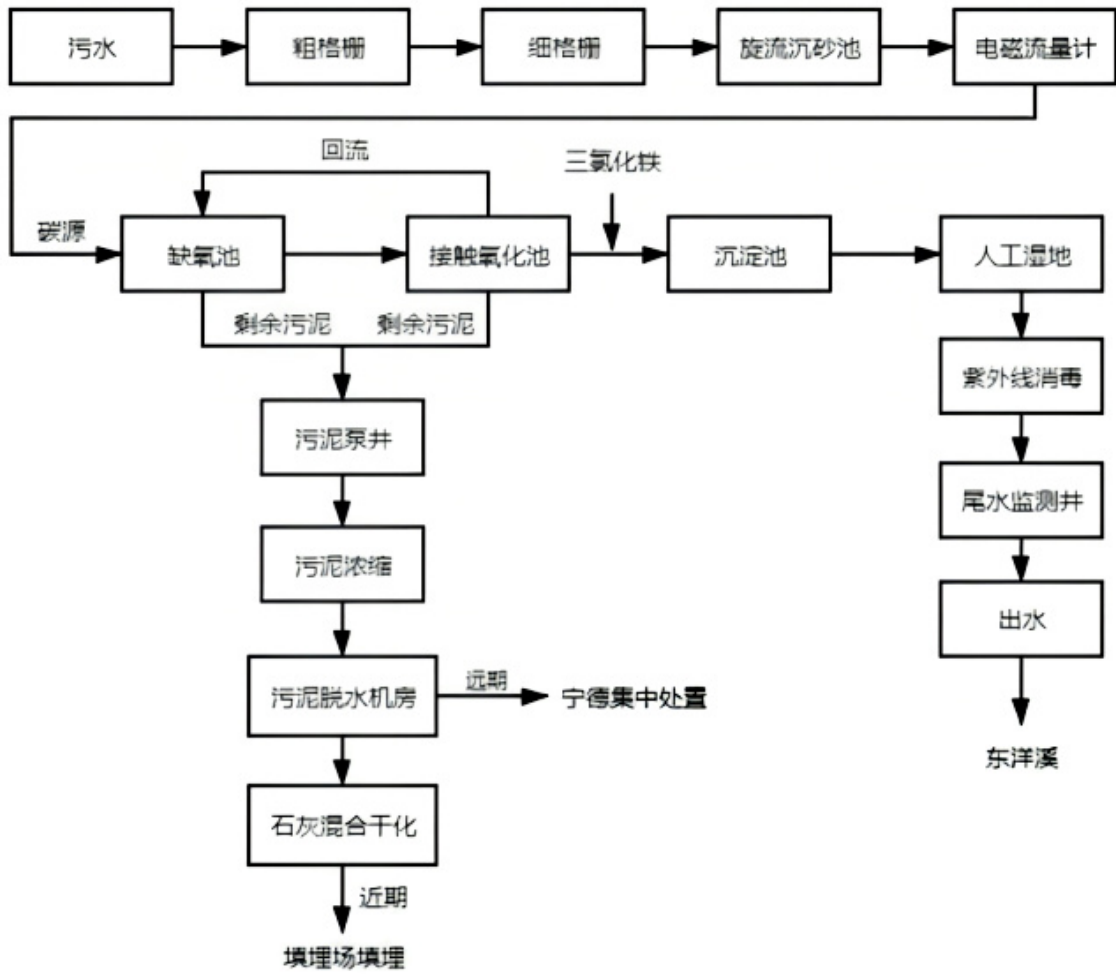 污水
粗格栅
细格栅
旋流沉砂池
电磁流量计
回流
三氯化铁
碳源
缺氧池
接触氧化池
沉淀池
人工湿地
剩余污泥
剩余污泥
紫外线消毒
污泥泵井
尾水监测井
污泥浓缩
出水
污泥脱水机房
远期
宁德集中处置
东洋溪
石灰混合干化
近期
填埋场填埋